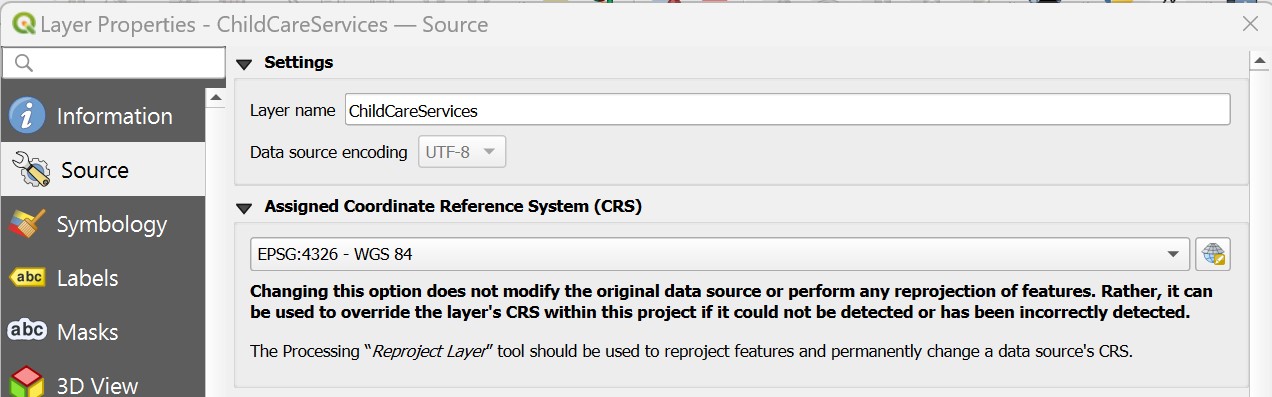 Layer Properties - ChildCareServices — Source
Information
Source
Symbology
Labels
Masks
3D View
Settings
Layer name ChildCareServices
Data source encoding UTF-8
Assigned Coordinate Reference System (CRS)
EPSG:4326 - WGS 84
Changing this option does not modify the original data source or perform any reprojection of features. Rather, it can
be used to override the layer's CRS within this project if it could not be detected or has been incorrectly detected.
The Processing “Reproject Layer” tool should be used to reproject features and permanently change a data source's CRS.
abc
abc